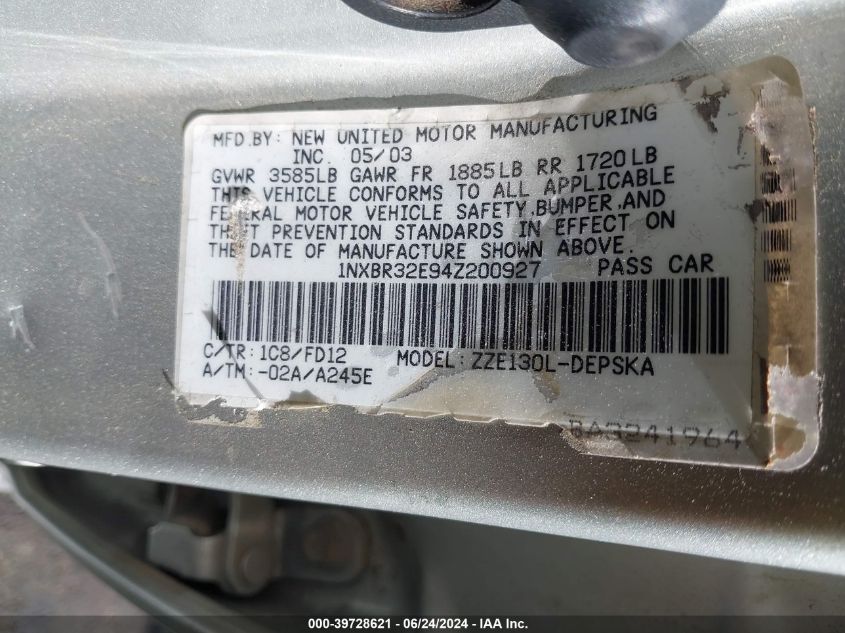 MFD.BY: NEW UNITED MOTOR MANUFACTURING
INC. 05/03
GVWR 3585LB GAWR FR 1885LB RR 1720LB
THIS VEHICLE CONFORMS TO ALL APPLICABLE
FEDERAL MOTOR VEHICLE SAFETY,BUMPER,AND
THEFT PREVENTION STANDARDS IN EFFECT ON
THE DATE OF MANUFACTURE SHOWN ABOVE.
1NXBR32E94Z200927 PASS CAR
C/TR:1C8/FD12 MODEL:ZZE130L-DEPSKA
A/TM:-02A/A245E
BA3241964
000-39728621 / 06/24/2024 / IAA Inc.